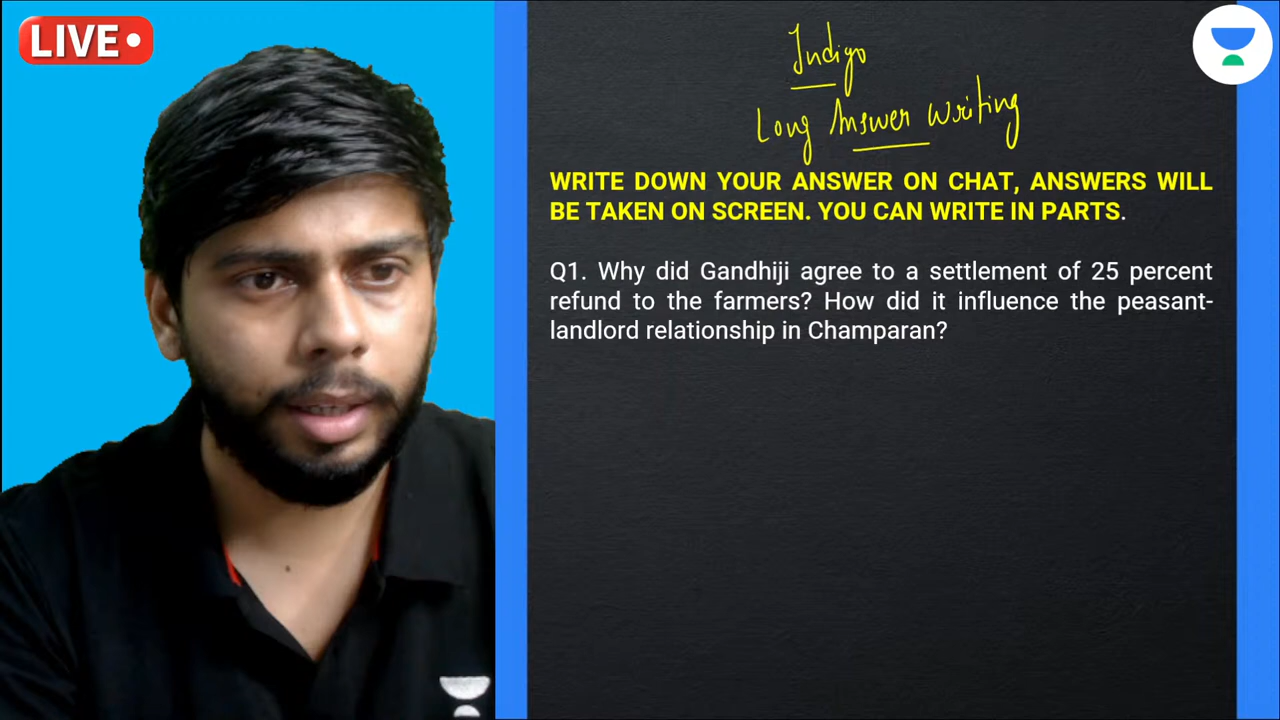 LIVE
Indigo
Long Answer Writing
WRITE DOWN YOUR ANSWER ON CHAT, ANSWERS WILL
BE TAKEN ON SCREEN. YOU CAN WRITE IN PARTS.
Q1. Why did Gandhiji agree to a settlement of 25 percent
refund to the farmers? How did it influence the peasant-
landlord relationship in Champaran?